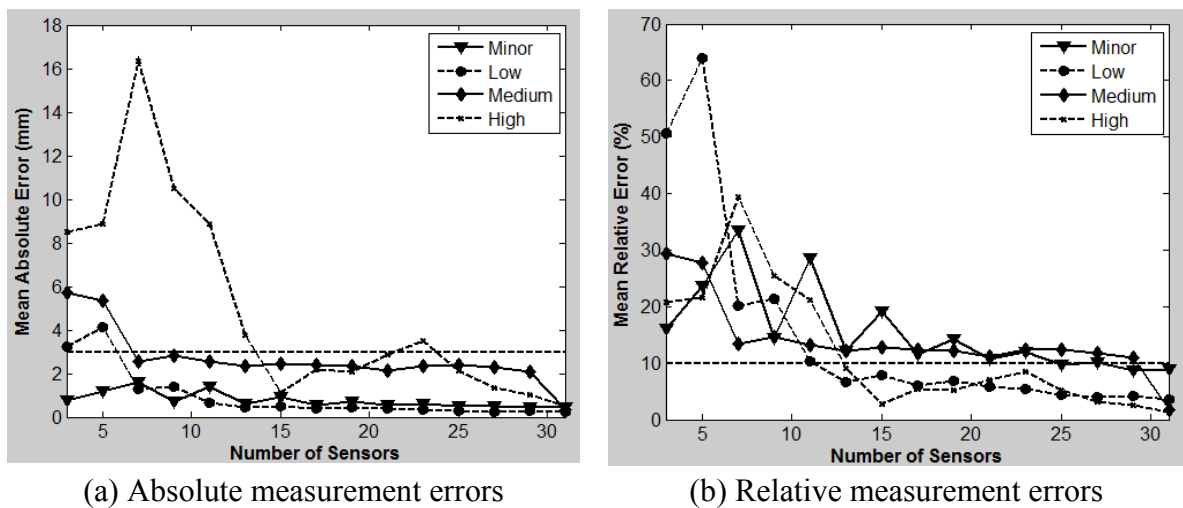 18
16
14
12
10
8
6
4
2
0
Mean Absolute Error (mm)
Minor
Low
Medium
High
5
10
15
20
25
30
Number of Sensors
(a) Absolute measurement errors
70
60
50
40
30
20
10
0
Mean Relative Error (%)
Minor
Low
Medium
High
5
10
15
20
25
30
Number of Sensors
(b) Relative measurement errors